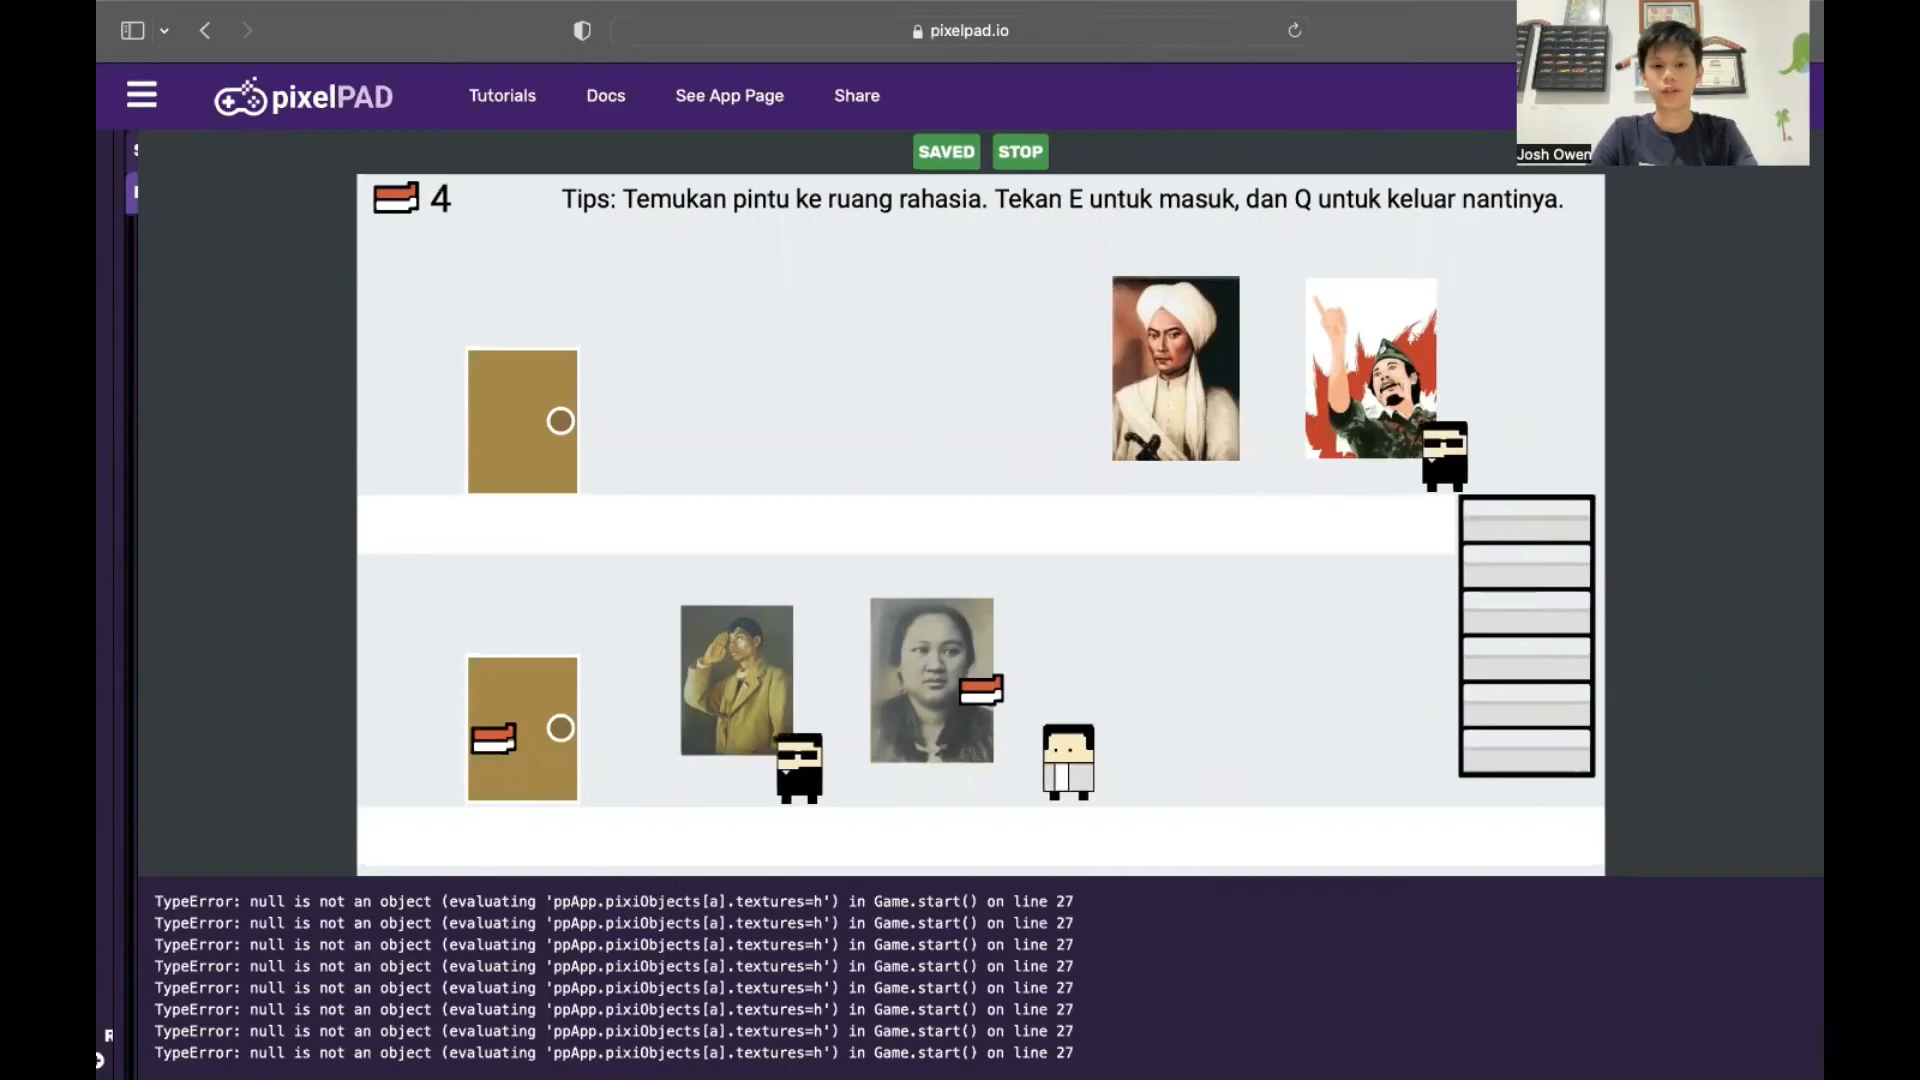 pixelpad.io
pixelPAD
Tutorials
Docs
See App Page
Share
Josh Owen
SAVED
STOP
4
Tips: Temukan pintu ke ruang rahasia. Tekan E untuk masuk, dan Q untuk keluar nantinya.
TypeError: null is not an object (evaluating 'ppApp.pixiObjects[a].textures=h') in Game.start() on line 27
TypeError: null is not an object (evaluating 'ppApp.pixiObjects[a].textures=h') in Game.start() on line 27
TypeError: null is not an object (evaluating 'ppApp.pixiObjects[a].textures=h') in Game.start() on line 27
TypeError: null is not an object (evaluating 'ppApp.pixiObjects[a].textures=h') in Game.start() on line 27
TypeError: null is not an object (evaluating 'ppApp.pixiObjects[a].textures=h') in Game.start() on line 27
TypeError: null is not an object (evaluating 'ppApp.pixiObjects[a].textures=h') in Game.start() on line 27
TypeError: null is not an object (evaluating 'ppApp.pixiObjects[a].textures=h') in Game.start() on line 27
TypeError: null is not an object (evaluating 'ppApp.pixiObjects[a].textures=h') in Game.start() on line 27